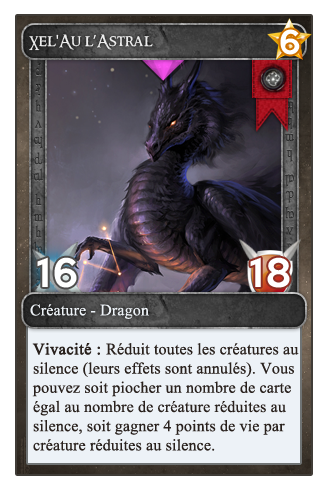 Xel'Au l'Astral
6
16
18
Créature - Dragon
Vivacité : Réduit toutes les créatures au
silence (leurs effets sont annulés). Vous
pouvez soit piocher un nombre de carte
égal au nombre de créature réduites au
silence, soit gagner 4 points de vie par
créature réduites au silence.